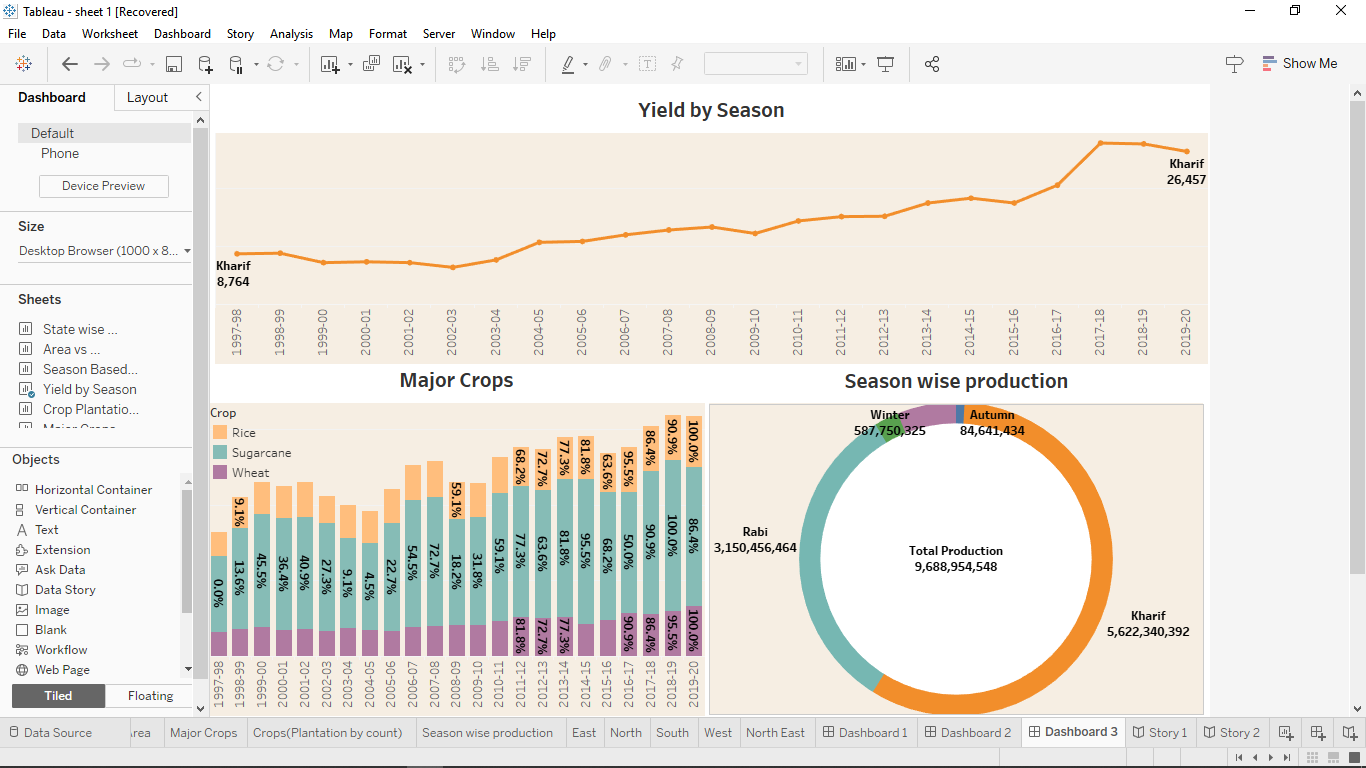 Tableau - sheet 1 [Recovered]
File Data Worksheet Dashboard Story Analysis Map Format Server Window Help
Show Me
Dashboard Layout
Default
Phone
Device Preview
Size
Desktop Browser (1000 x 8...
Sheets
State wise ...
Area vs ...
Season Based...
Yield by Season
Crop Plantatio...
Major Crops
Objects
Horizontal Container
Vertical Container
Text
Extension
Ask Data
Data Story
Image
Blank
Workflow
Web Page
Tiled Floating
Yield by Season
Kharif
8,764
Kharif
26,457
1997-98 1998-99 1999-00 2000-01 2001-02 2002-03 2003-04 2004-05 2005-06 2006-07 2007-08 2008-09 2009-10 2010-11 2011-12 2012-13 2013-14 2014-15 2015-16 2016-17 2017-18 2018-19 2019-20
Major Crops
Crop
Rice
Sugarcane
Wheat
9.1% 59.1% 68.2% 72.7% 77.3% 81.8% 63.6% 95.5% 86.4% 90.9% 100.0%
0.0% 13.6% 45.5% 36.4% 40.9% 27.3% 9.1% 4.5% 22.7% 54.5% 72.7% 18.2% 31.8% 59.1% 77.3% 63.6% 81.8% 95.5% 68.2% 50.0% 90.9% 100.0% 86.4%
81.8% 72.7% 77.3% 90.9% 86.4% 95.5% 100.0%
1997-98 1998-99 1999-00 2000-01 2001-02 2002-03 2003-04 2004-05 2005-06 2006-07 2007-08 2008-09 2009-10 2010-11 2011-12 2012-13 2013-14 2014-15 2015-16 2016-17 2017-18 2018-19 2019-20
Season wise production
Winter
587,750,325
Autumn
84,641,434
Rabi
3,150,456,464
Total Production
9,688,954,548
Kharif
5,622,340,392
Data Source rea Major Crops Crops(Plantation by count) Season wise production East North South West North East Dashboard 1 Dashboard 2 Dashboard 3 Story 1 Story 2